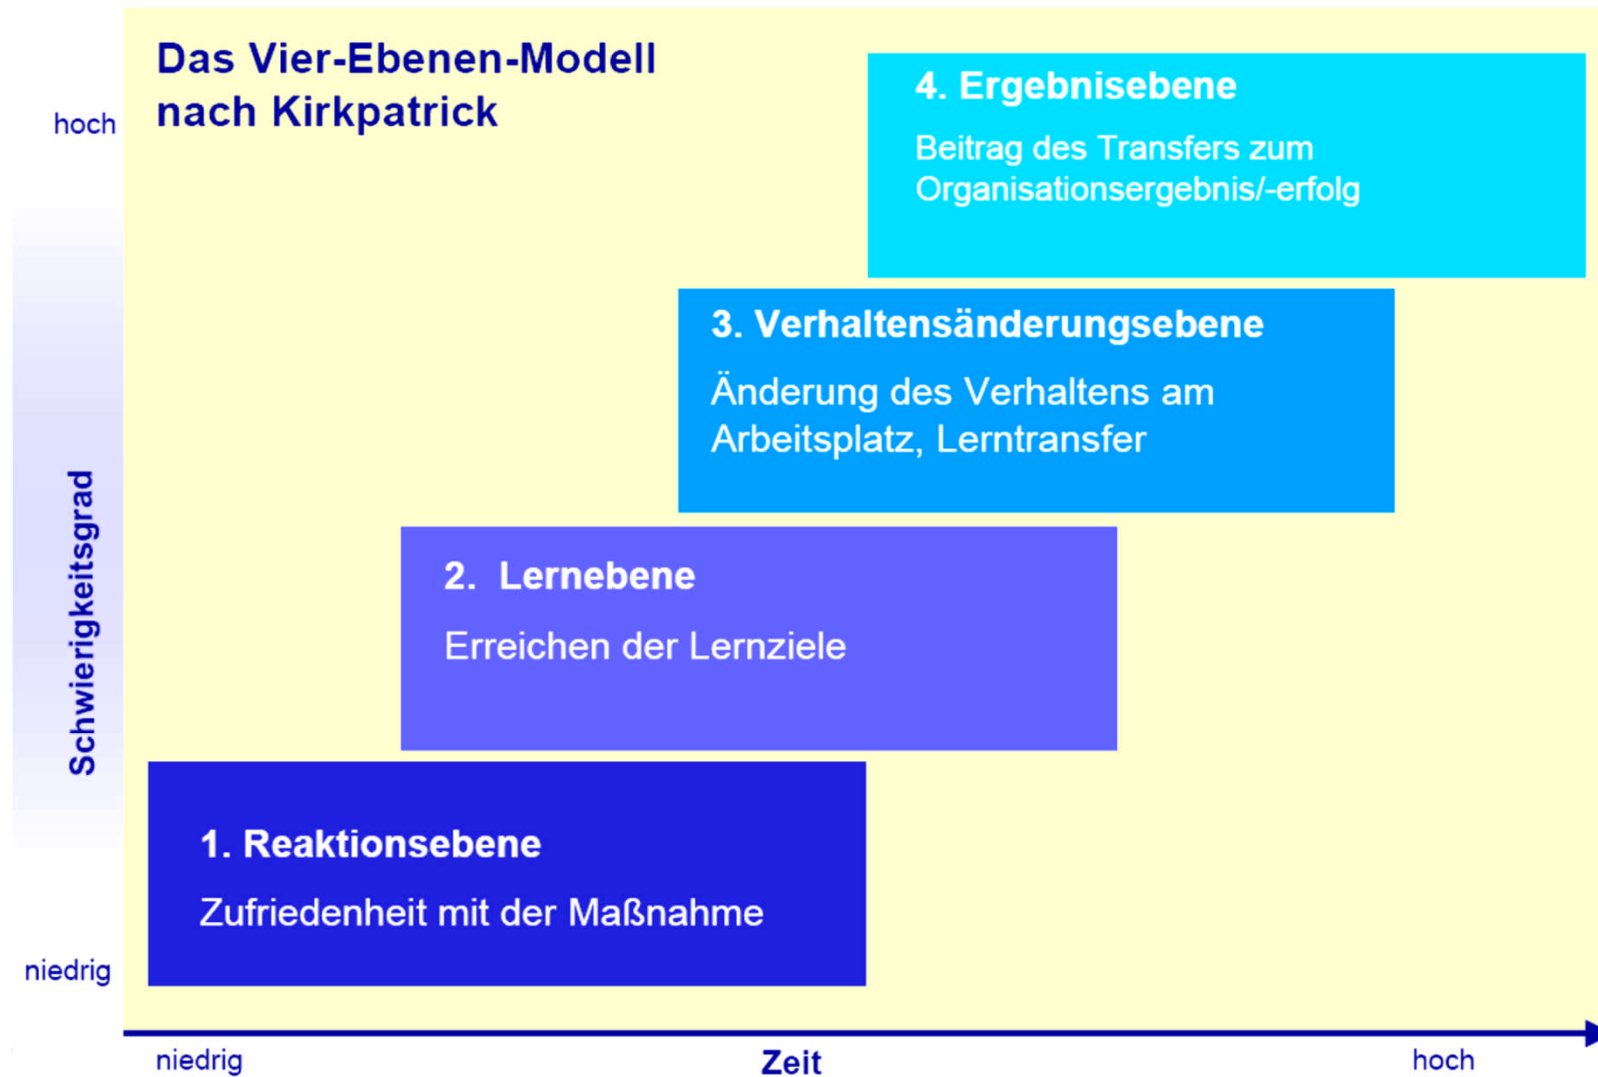 Das Vier-Ebenen-Modell
nach Kirkpatrick
hoch
4. Ergebnisebene
Beitrag des Transfers zum
Organisationsergebnis/-erfolg
3. Verhaltensänderungsebene
Änderung des Verhaltens am
Arbeitsplatz, Lerntransfer
Schwierigkeitsgrad
2. Lernebene
Erreichen der Lernziele
1. Reaktionsebene
Zufriedenheit mit der Maßnahme
niedrig
niedrig
Zeit
hoch